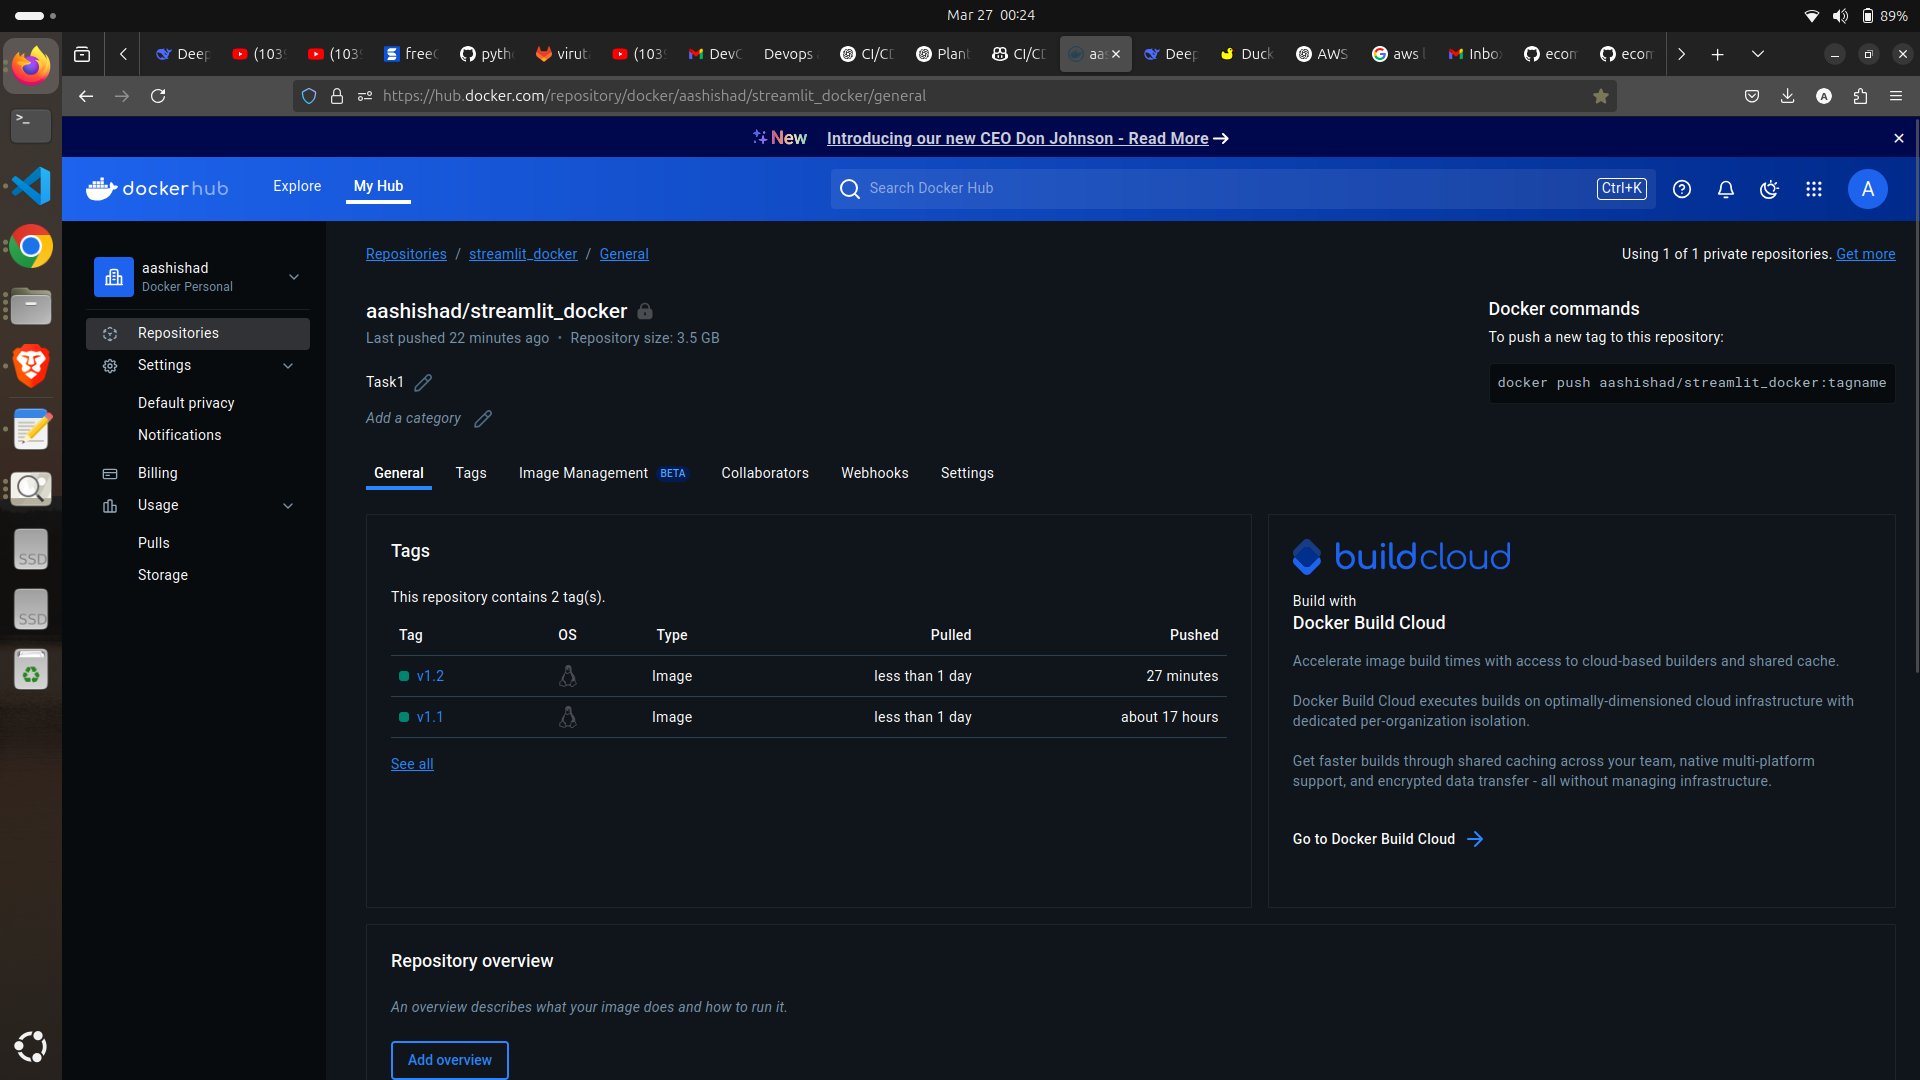 Mar 27 00:24
89%
Deep
(103
(103
freeC
pyth
virut
(103
DevC
Devops
CI/CD
Plant
CI/CD
aas
Deep
Duck
AWS
aws l
Inbo
ecom
ecom
https://hub.docker.com/repository/docker/aashishad/streamlit_docker/general
New Introducing our new CEO Don Johnson - Read More →
dockerhub
Explore
My Hub
Search Docker Hub
Ctrl+K
A
aashishad
Docker Personal
Repositories
Settings
Default privacy
Notifications
Billing
Usage
Pulls
Storage
Repositories / streamlit_docker / General
Using 1 of 1 private repositories. Get more
aashishad/streamlit_docker
Last pushed 22 minutes ago · Repository size: 3.5 GB
Task1
Add a category
Docker commands
To push a new tag to this repository:
docker push aashishad/streamlit_docker:tagname
General Tags Image Management BETA Collaborators Webhooks Settings
Tags
This repository contains 2 tag(s).
Tag OS Type Pulled Pushed
v1.2 Image less than 1 day 27 minutes
v1.1 Image less than 1 day about 17 hours
See all
buildcloud
Build with
Docker Build Cloud
Accelerate image build times with access to cloud-based builders and shared cache.
Docker Build Cloud executes builds on optimally-dimensioned cloud infrastructure with
dedicated per-organization isolation.
Get faster builds through shared caching across your team, native multi-platform
support, and encrypted data transfer - all without managing infrastructure.
Go to Docker Build Cloud
Repository overview
An overview describes what your image does and how to run it.
Add overview
SSD
SSD